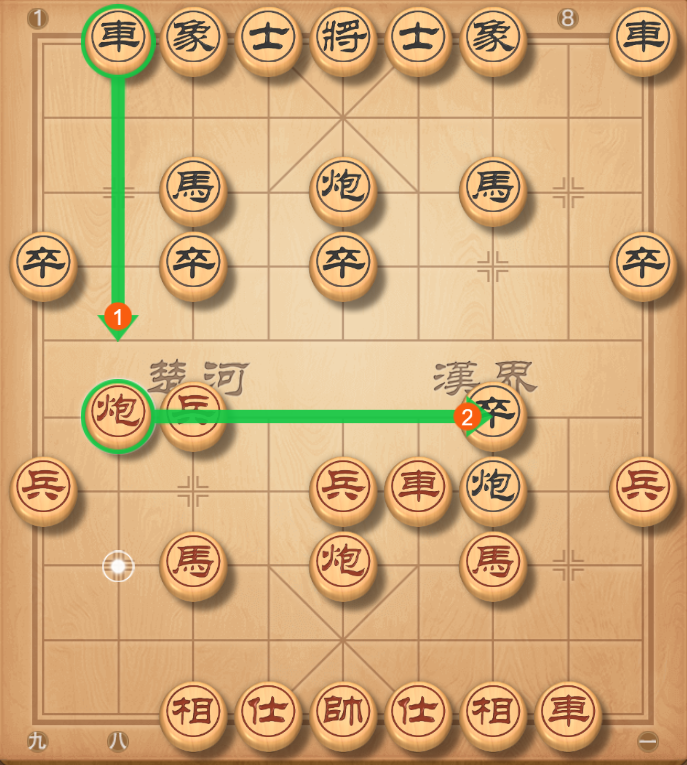 1 8
車 象 士 將 士 象 車
馬 炮 馬
卒 卒 卒 卒
1
楚河 漢界
炮 兵 2 卒
兵 兵 車 炮 兵
馬 炮 馬
相 仕 帥 仕 相 車
九 八 一